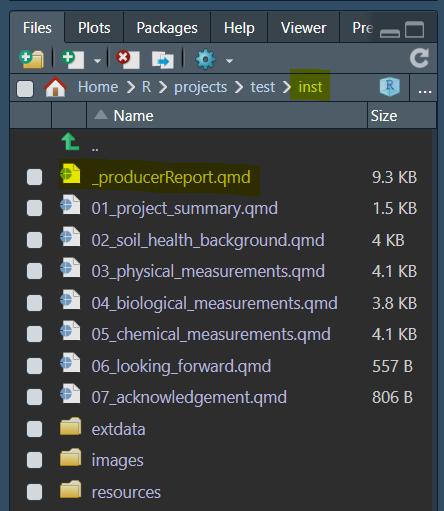 Files Plots Packages Help Viewer Pre
Home R projects test inst ...
Name Size
..
_producerReport.qmd 9.3 KB
01_project_summary.qmd 1.5 KB
02_soil_health_background.qmd 4 KB
03_physical_measurements.qmd 4.1 KB
04_biological_measurements.qmd 3.8 KB
05_chemical_measurements.qmd 4.1 KB
06_looking_forward.qmd 557 B
07_acknowledgement.qmd 806 B
extdata
images
resources